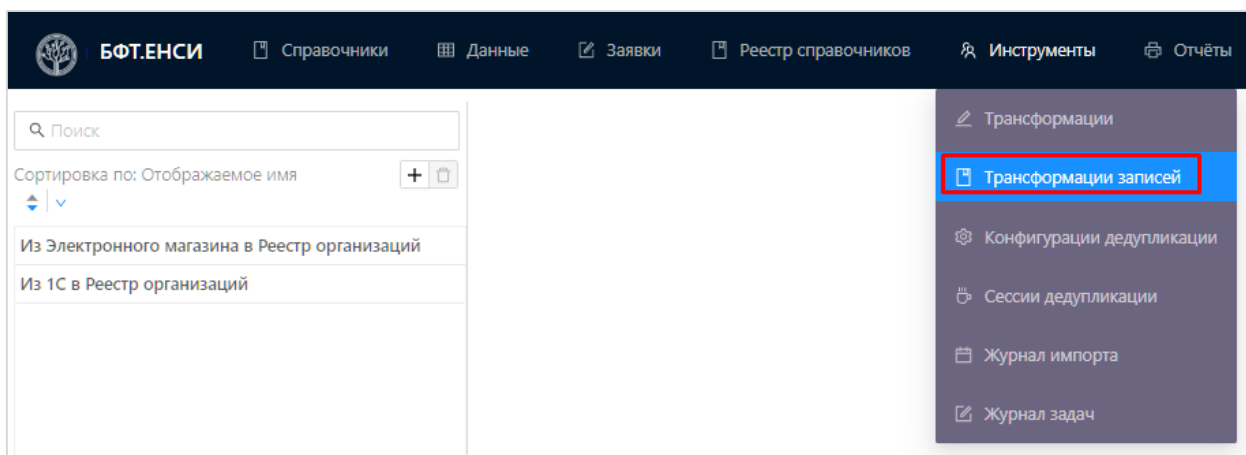 БФТ.ЕНСИ Справочники Данные Заявки Реестр справочников Инструменты Отчёты
Поиск
Сортировка по: Отображаемое имя
Из Электронного магазина в Реестр организаций
Из 1С в Реестр организаций
Трансформации
Трансформации записей
Конфигурации дедупликации
Сессии дедупликации
Журнал импорта
Журнал задач